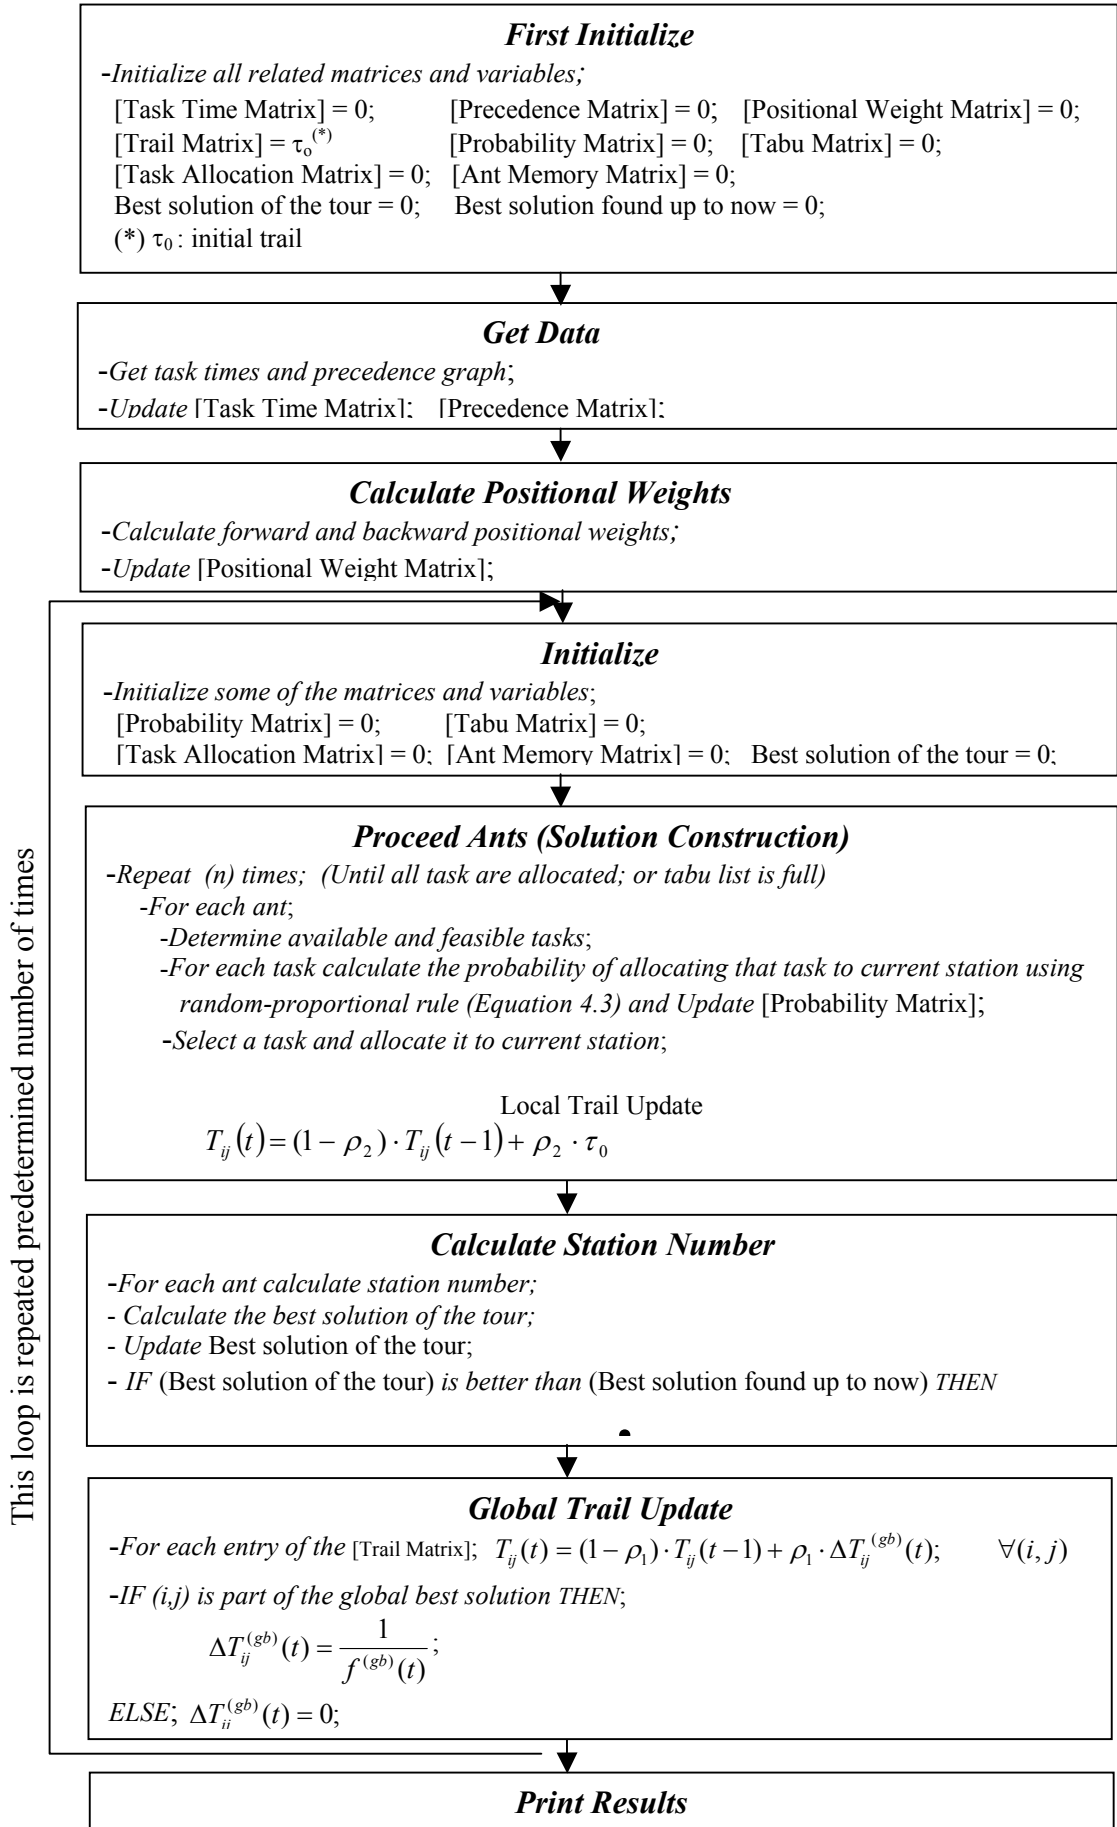 First Initialize
-Initialize all related matrices and variables;
[Task Time Matrix] = 0; [Precedence Matrix] = 0; [Positional Weight Matrix] = 0;
[Trail Matrix] = τo(*) [Probability Matrix] = 0; [Tabu Matrix] = 0;
[Task Allocation Matrix] = 0; [Ant Memory Matrix] = 0;
Best solution of the tour = 0; Best solution found up to now = 0;
(*) τ0 : initial trail
Get Data
-Get task times and precedence graph;
-Update [Task Time Matrix]; [Precedence Matrix];
Calculate Positional Weights
-Calculate forward and backward positional weights;
-Update [Positional Weight Matrix];
Initialize
-Initialize some of the matrices and variables;
[Probability Matrix] = 0; [Tabu Matrix] = 0;
[Task Allocation Matrix] = 0; [Ant Memory Matrix] = 0; Best solution of the tour = 0;
Proceed Ants (Solution Construction)
-Repeat (n) times; (Until all task are allocated; or tabu list is full)
-For each ant;
-Determine available and feasible tasks;
-For each task calculate the probability of allocating that task to current station using
random-proportional rule (Equation 4.3) and Update [Probability Matrix];
-Select a task and allocate it to current station;
Local Trail Update
T_ij(t) = (1 − ρ_2) · T_ij(t − 1) + ρ_2 · τ_0
Calculate Station Number
-For each ant calculate station number;
- Calculate the best solution of the tour;
- Update Best solution of the tour;
- IF (Best solution of the tour) is better than (Best solution found up to now) THEN
Global Trail Update
-For each entry of the [Trail Matrix]; T_ij(t) = (1 − ρ_1) · T_ij(t − 1) + ρ_1 · ΔT_ij^(gb)(t); ∀(i, j)
-IF (i,j) is part of the global best solution THEN;
ΔT_ij^(gb)(t) = 1 / f^(gb)(t);
ELSE; ΔT_ij^(gb)(t) = 0;
Print Results
This loop is repeated predetermined number of times